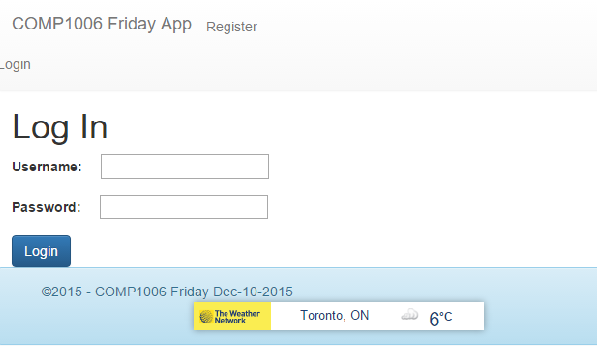 COMP1006 Friday App Register
Login
Log In
Username:
Password:
Login
©2015 - COMP1006 Friday Dec-10-2015
The Weather
Network
Toronto, ON
6°C